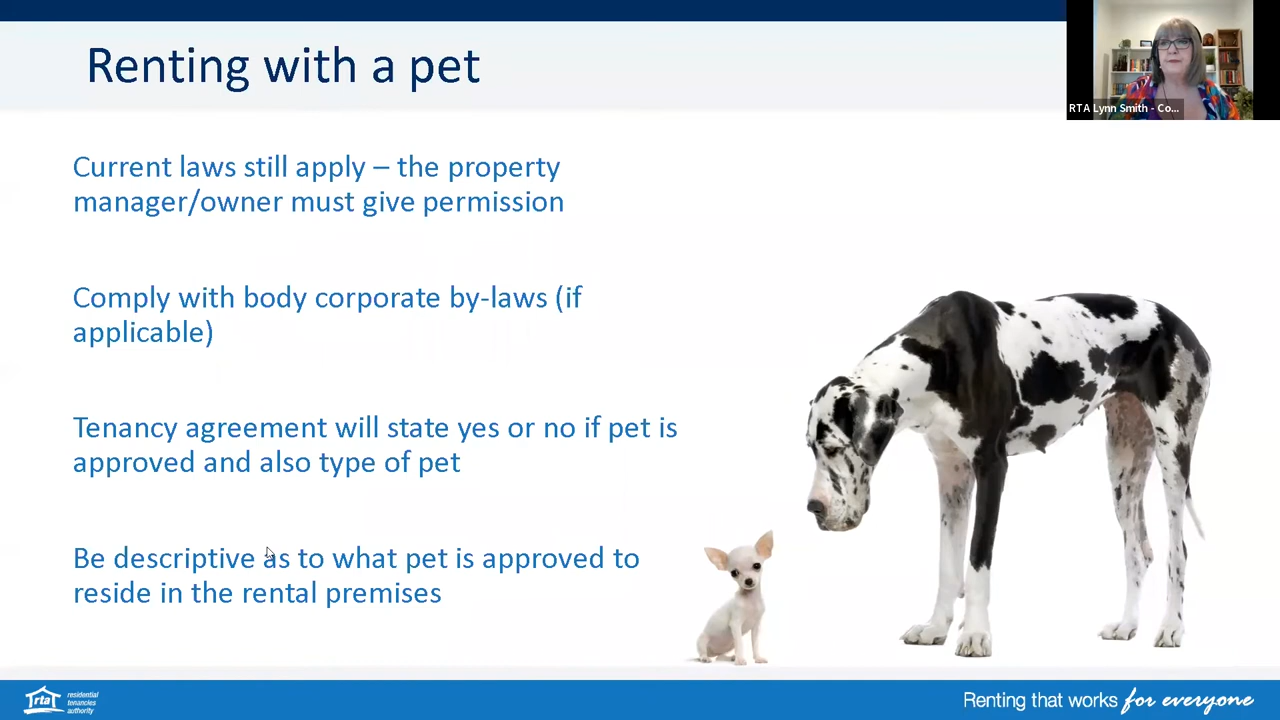 Renting with a pet
RTA Lynn Smith - Co...
Current laws still apply – the property
manager/owner must give permission
Comply with body corporate by-laws (if
applicable)
Tenancy agreement will state yes or no if pet is
approved and also type of pet
Be descriptive as to what pet is approved to
reside in the rental premises
rta
residential
tenancies
authority
Renting that works for everyone